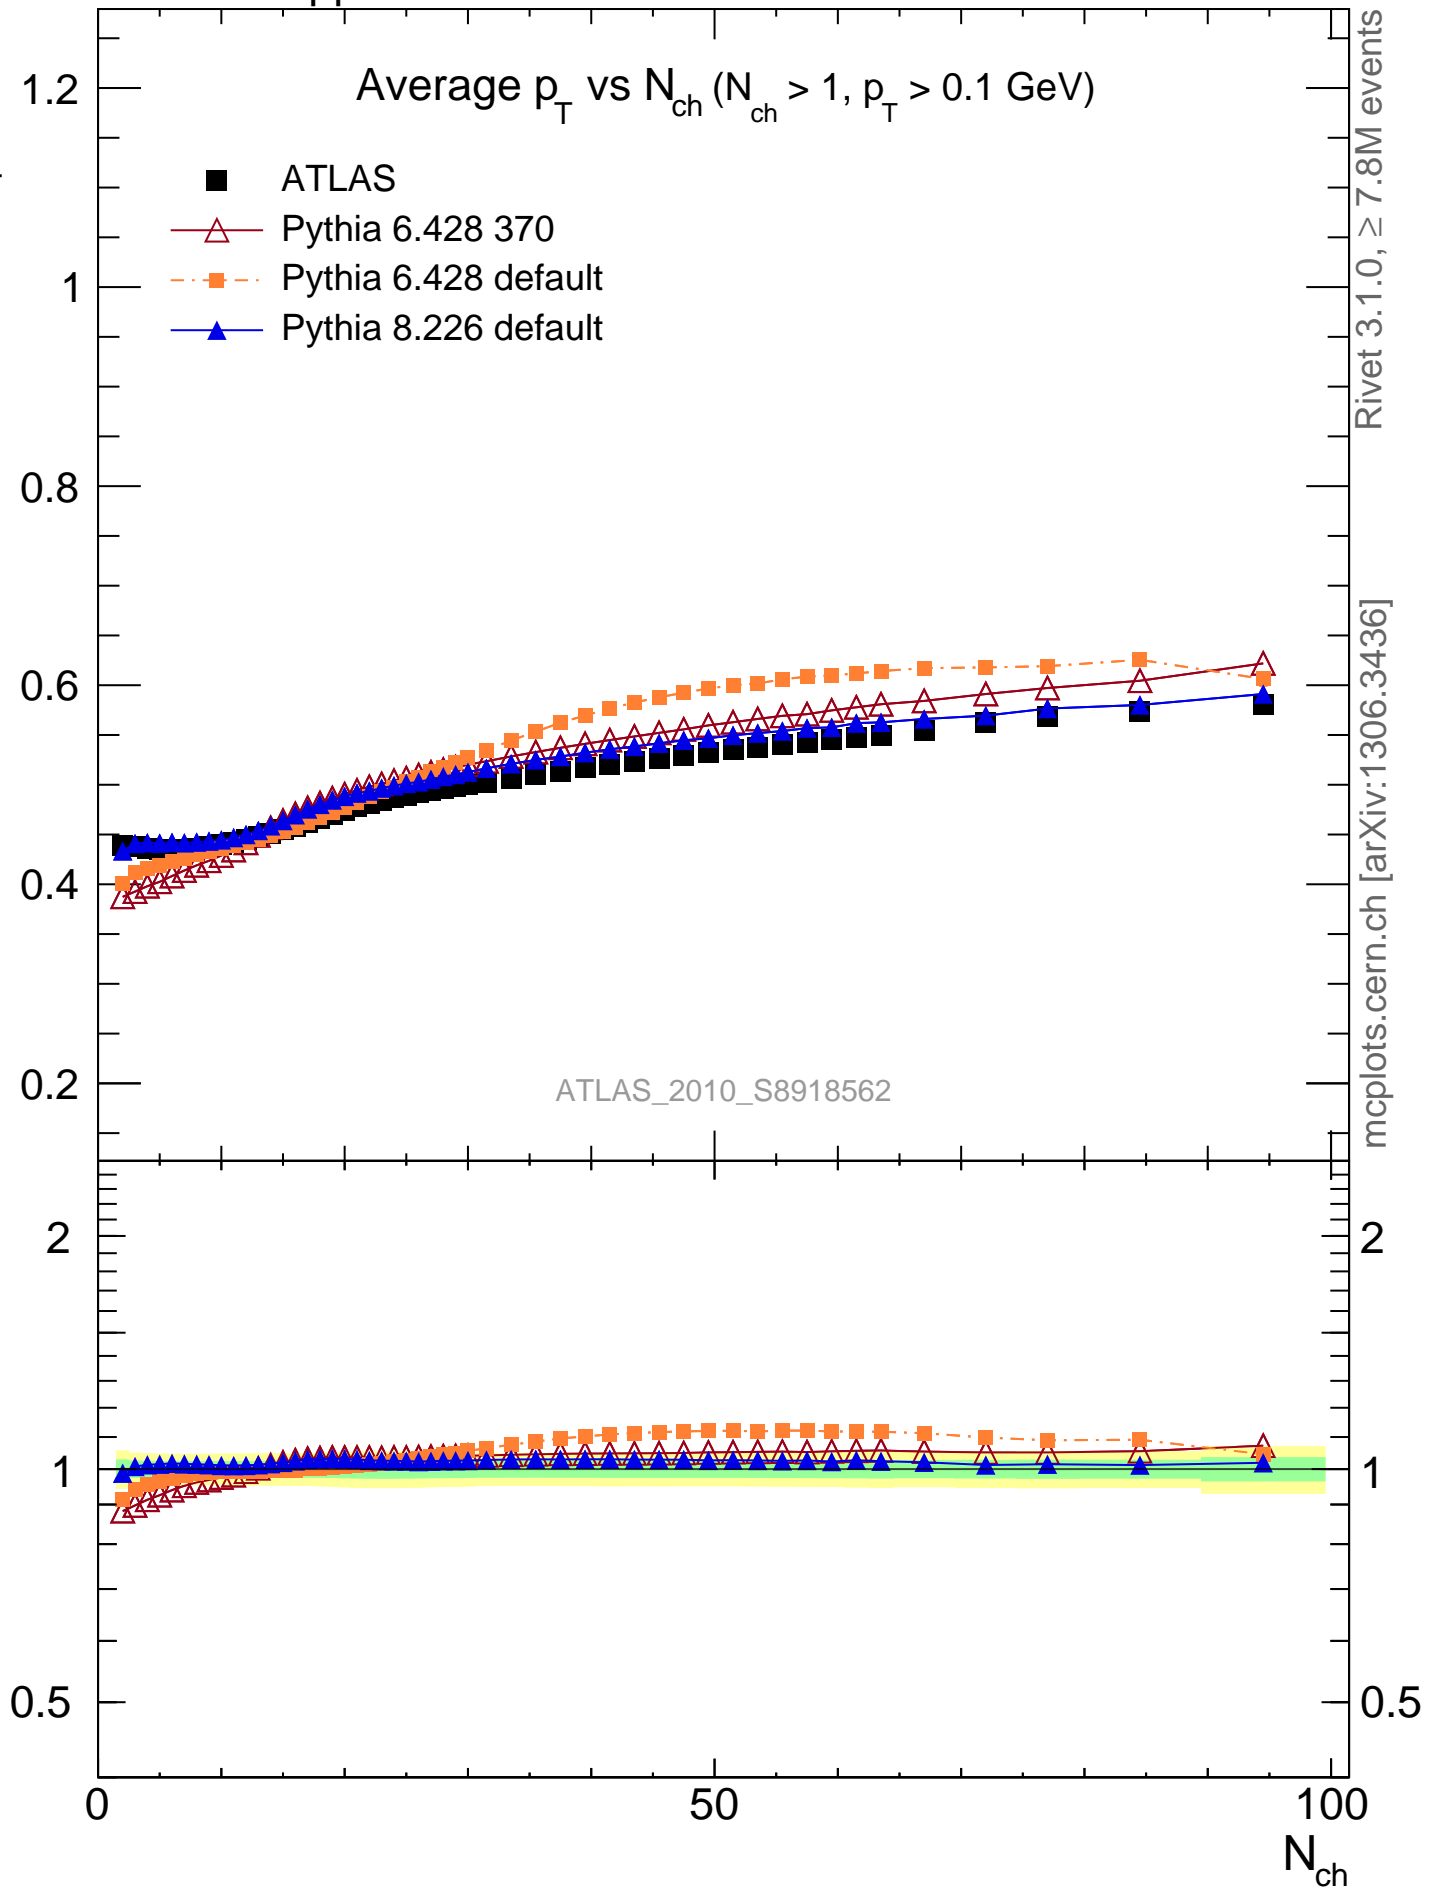 Average p_T vs N_ch (N_ch > 1, p_T > 0.1 GeV)
ATLAS
Pythia 6.428 370
Pythia 6.428 default
Pythia 8.226 default
1.2
1
0.8
0.6
0.4
0.2
ATLAS_2010_S8918562
Rivet 3.1.0, ≥ 7.8M events
mcplots.cern.ch [arXiv:1306.3436]
2
1
0.5
2
1
0.5
0
50
100
N_ch